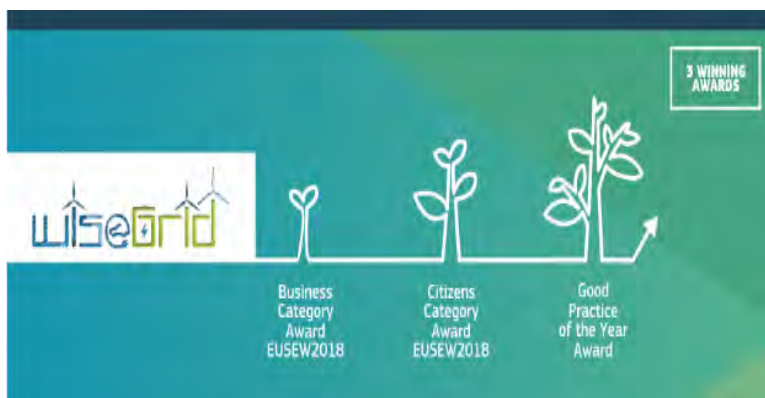 3 WINNING
AWARDS
wiseGrid
Business
Category
Award
EUSEW2018
Citizens
Category
Award
EUSEW2018
Good
Practice
of the Year
Award